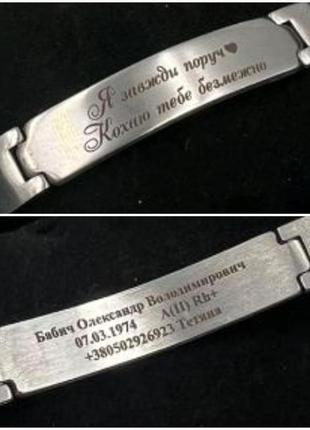 Я завжди поруч♥
Кохаю тебе безмежно
Бабич Олександр Володимирович
07.03.1974 А(II) Rh+
+380502926923 Тетяна